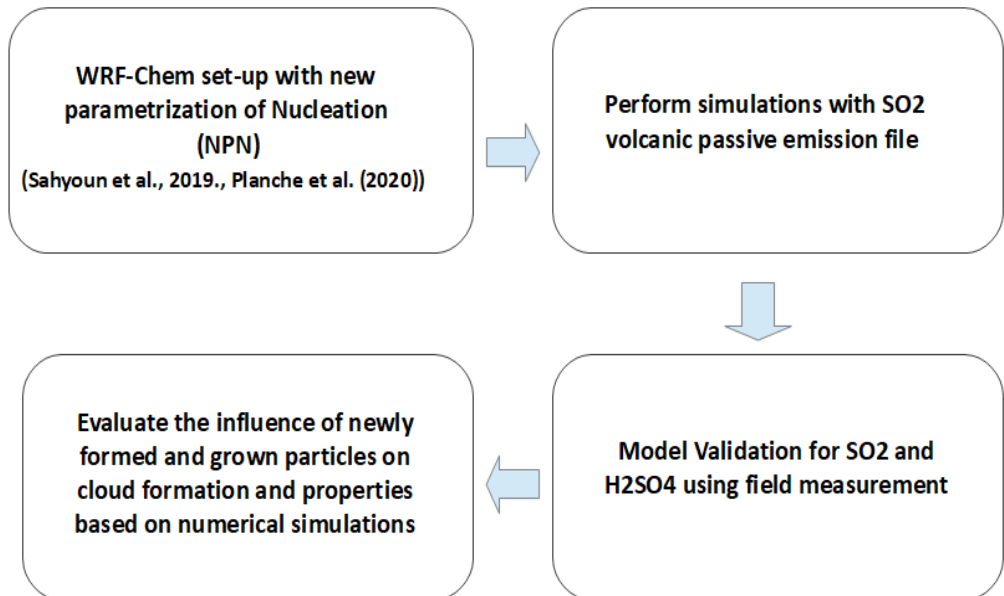 WRF-Chem set-up with new
parametrization of Nucleation
(NPN)
(Sahyoun et al., 2019., Planche et al. (2020))
Perform simulations with SO2
volcanic passive emission file
Model Validation for SO2 and
H2SO4 using field measurement
Evaluate the influence of newly
formed and grown particles on
cloud formation and properties
based on numerical simulations